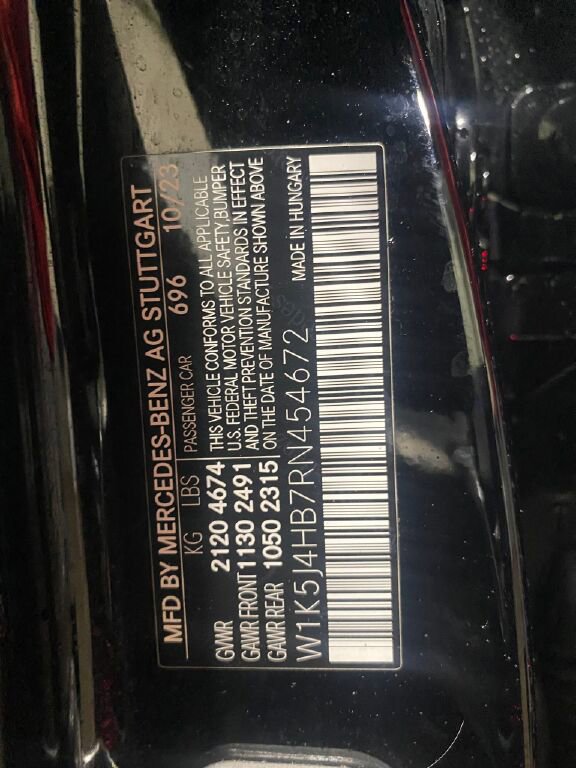 MFD BY MERCEDES-BENZ AG STUTTGART
KG LBS PASSENGER CAR 696 10/23
GWR 2120 4674 THIS VEHICLE CONFORMS TO ALL APPLICABLE
GAWR FRONT 1130 2491 U.S. FEDERAL MOTOR VEHICLE SAFETY, BUMPER
GAWR REAR 1050 2315 AND THEFT PREVENTION STANDARDS IN EFFECT
ON THE DATE OF MANUFACTURE SHOWN ABOVE
W1K5J4HB7RN454672 MADE IN HUNGARY